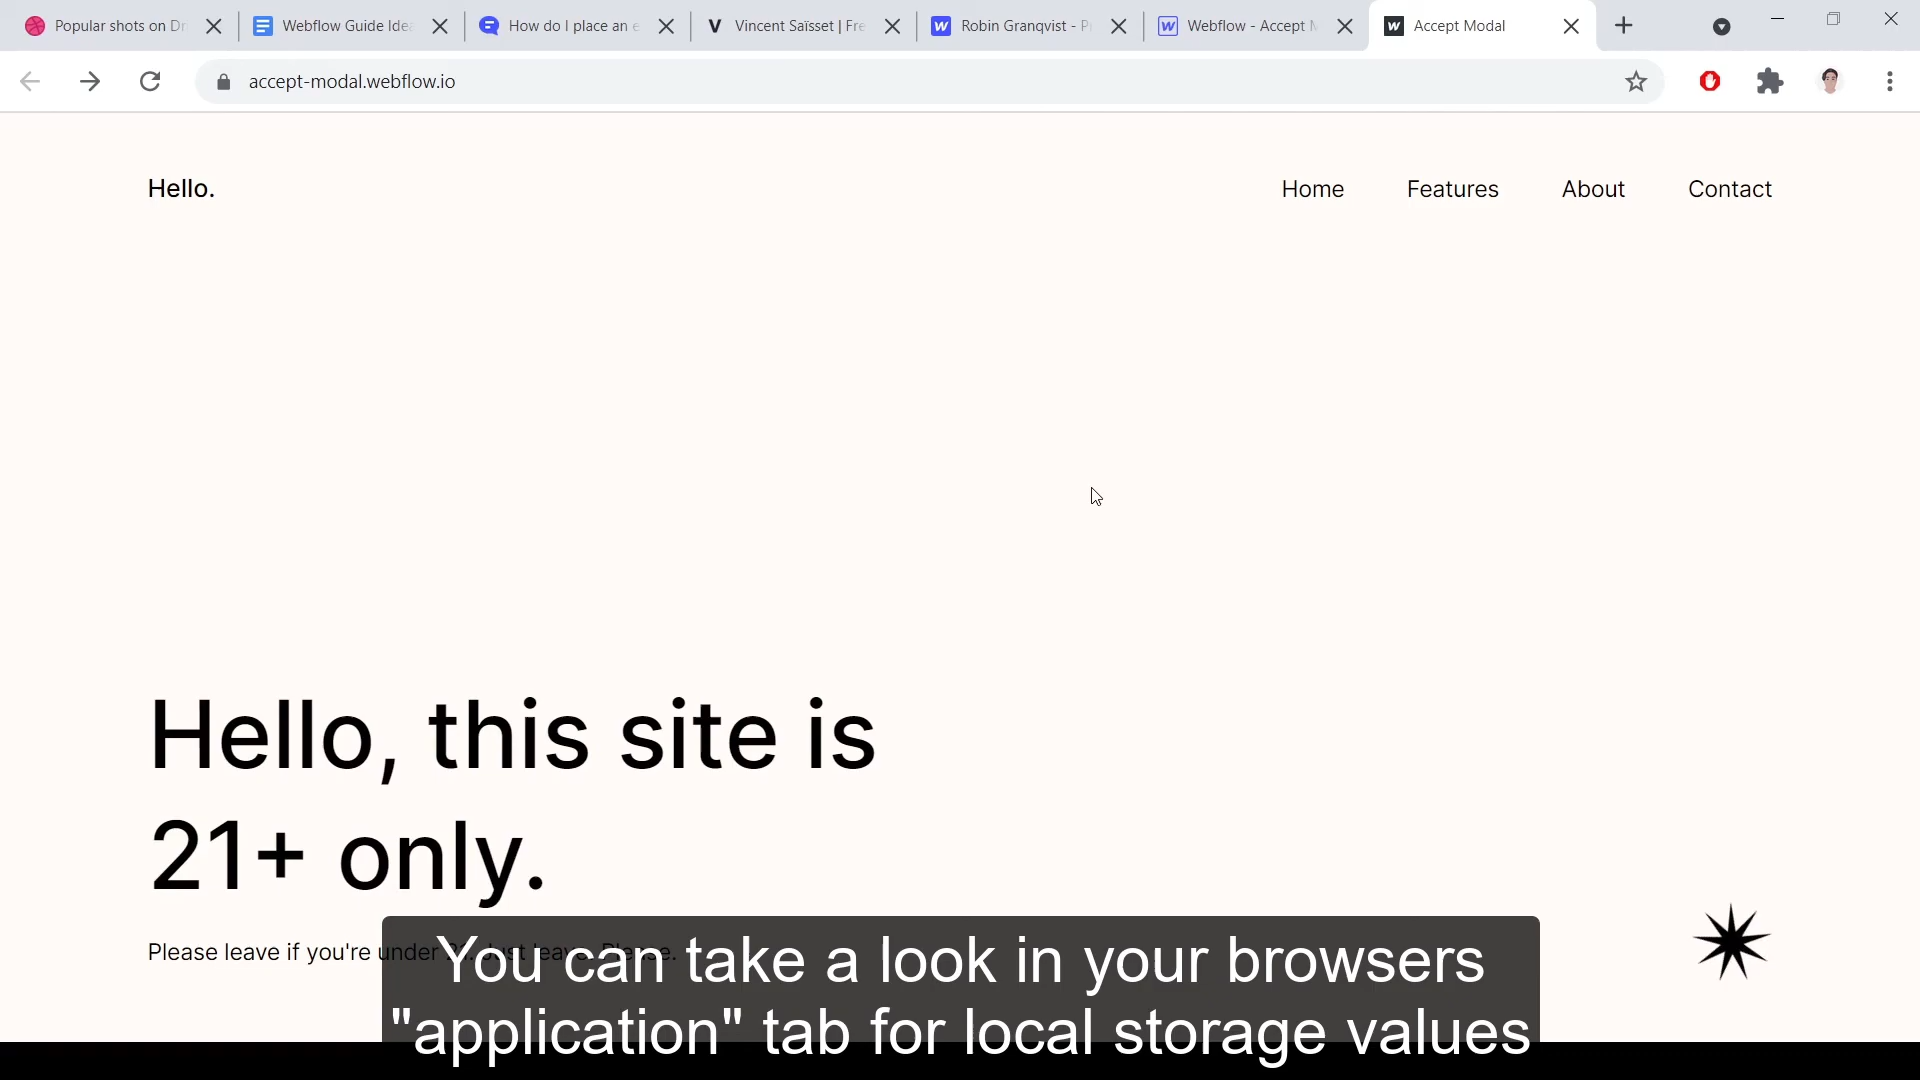 Popular shots on Dr
Webflow Guide Idea
How do I place an e
Vincent Saïsset | Fre
Robin Granqvist - P
Webflow - Accept M
Accept Modal
accept-modal.webflow.io
Hello.
Home
Features
About
Contact
Hello, this site is
21+ only.
Please leave if you're under 21. Just leave. Please.
You can take a look in your browsers
"application" tab for local storage values